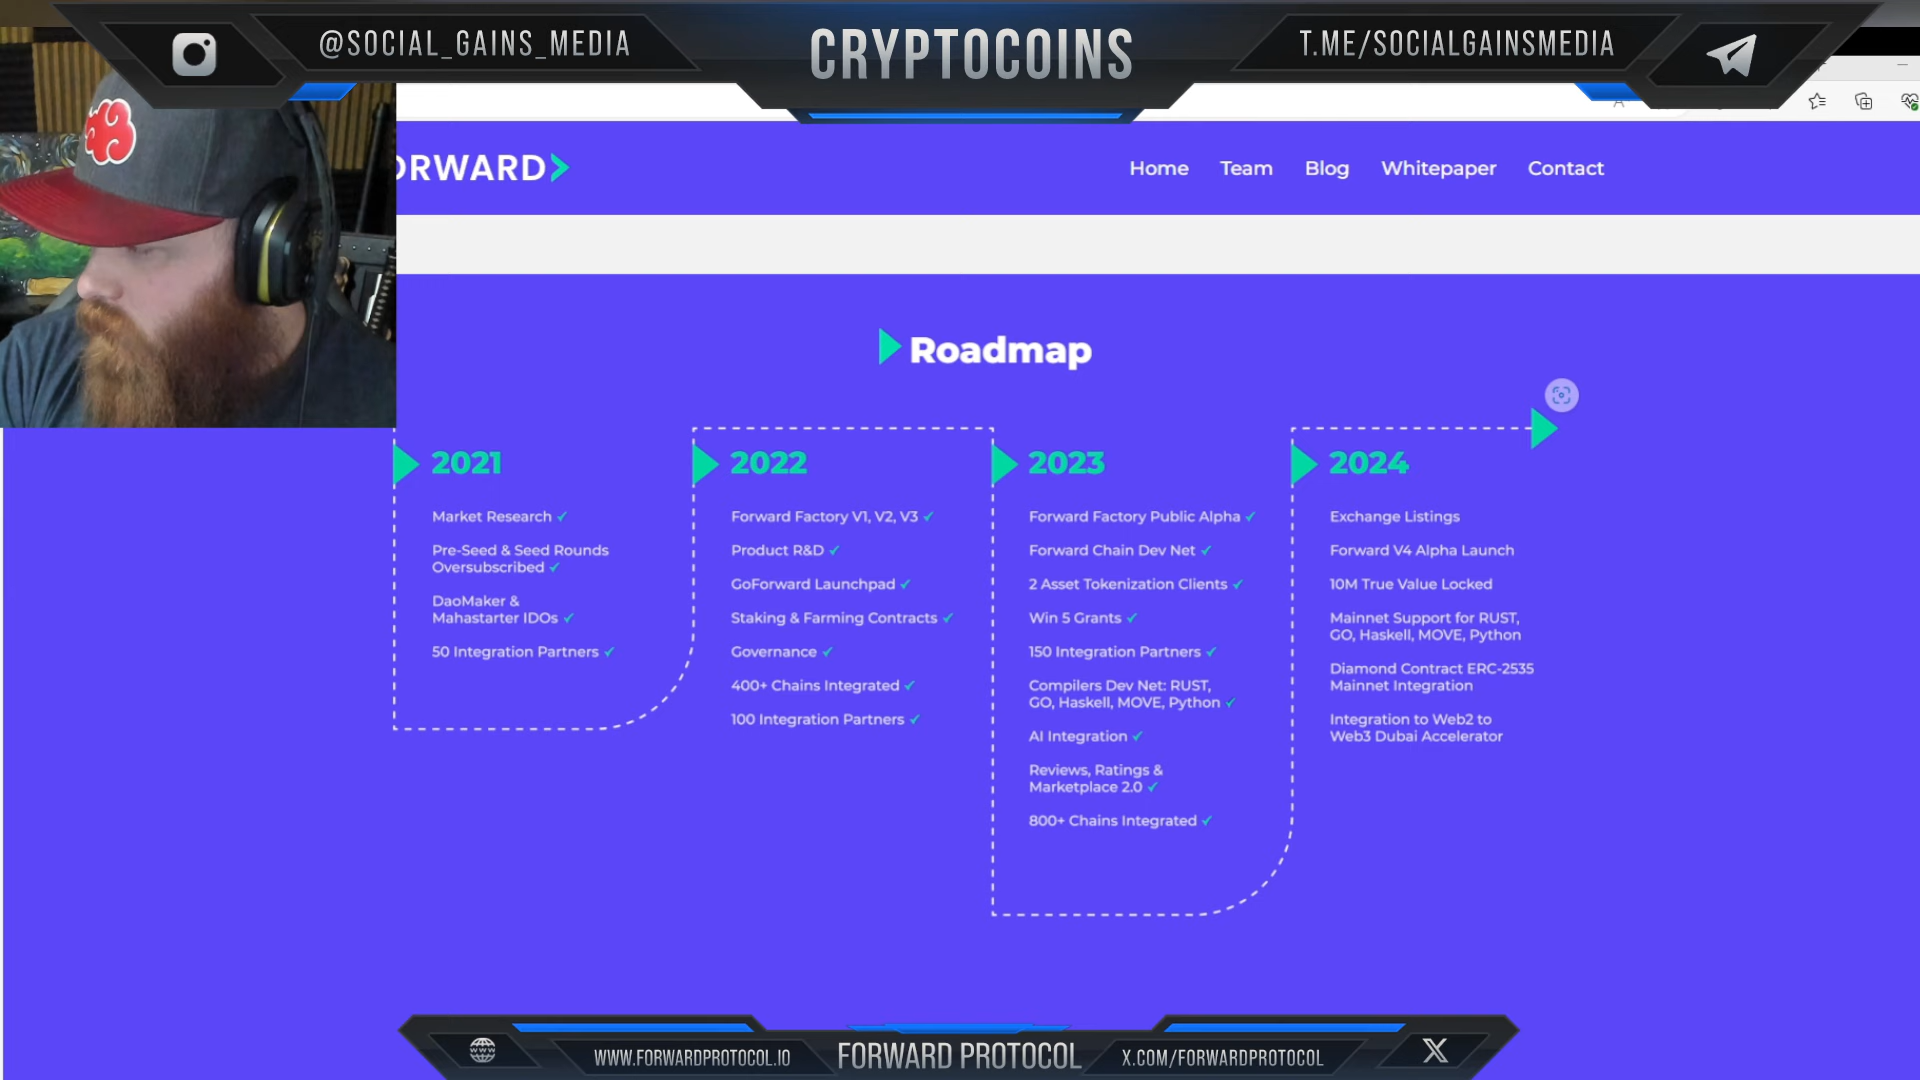 @SOCIAL_GAINS_MEDIA
CRYPTOCOINS
T.ME/SOCIALGAINSMEDIA
ORWARD
Home Team Blog Whitepaper Contact
Roadmap
2021
Market Research ✓
Pre-Seed & Seed Rounds
Oversubscribed ✓
DaoMaker &
Mahastarter IDOs ✓
50 Integration Partners ✓
2022
Forward Factory V1, V2, V3 ✓
Product R&D ✓
GoForward Launchpad ✓
Staking & Farming Contracts ✓
Governance ✓
400+ Chains Integrated ✓
100 Integration Partners ✓
2023
Forward Factory Public Alpha ✓
Forward Chain Dev Net ✓
2 Asset Tokenization Clients ✓
Win 5 Grants ✓
150 Integration Partners ✓
Compilers Dev Net: RUST,
GO, Haskell, MOVE, Python ✓
AI Integration ✓
Reviews, Ratings &
Marketplace 2.0 ✓
800+ Chains Integrated ✓
2024
Exchange Listings
Forward V4 Alpha Launch
10M True Value Locked
Mainnet Support for RUST,
GO, Haskell, MOVE, Python
Diamond Contract ERC-2535
Mainnet Integration
Integration to Web2 to
Web3 Dubai Accelerator
WWW.FORWARDPROTOCOL.IO
FORWARD PROTOCOL
X.COM/FORWARDPROTOCOL